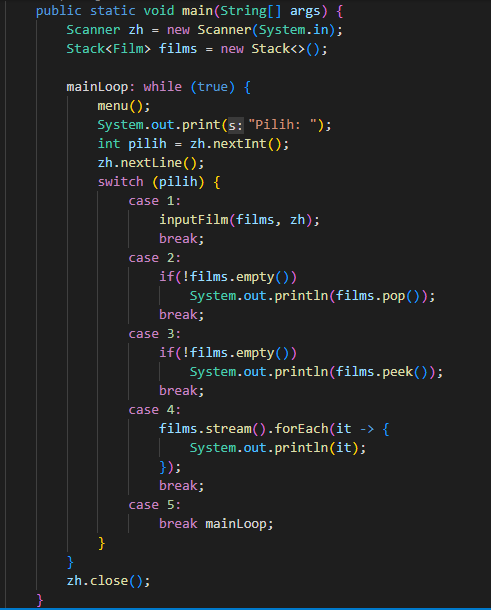 public static void main(String[] args) {
Scanner zh = new Scanner(System.in);
Stack<Film> films = new Stack<>();
mainLoop: while (true) {
menu();
System.out.print(s: "Pilih: ");
int pilih = zh.nextInt();
zh.nextLine();
switch (pilih) {
case 1:
inputFilm(films, zh);
break;
case 2:
if(!films.empty())
System.out.println(films.pop());
break;
case 3:
if(!films.empty())
System.out.println(films.peek());
break;
case 4:
films.stream().forEach(it -> {
System.out.println(it);
});
break;
case 5:
break mainLoop;
}
}
zh.close();
}